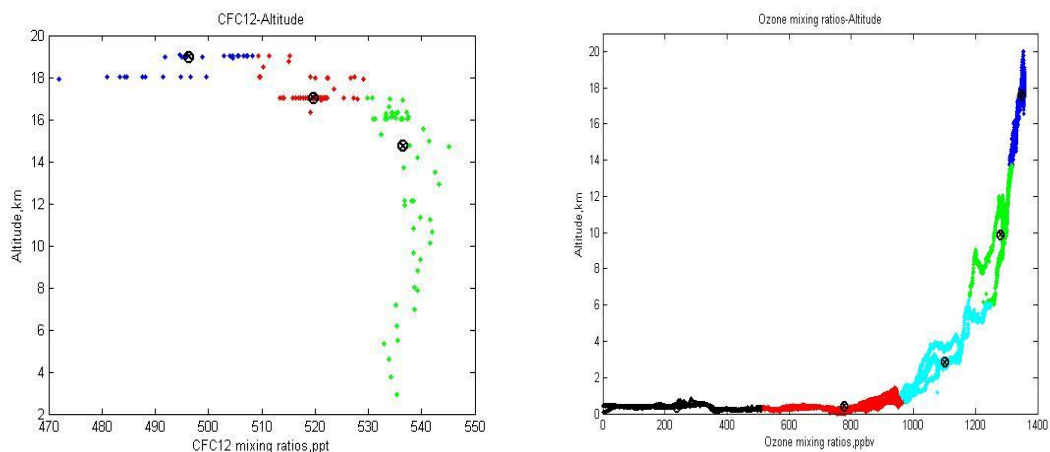 CFC12-Altitude
20
18
16
14
12
10
8
6
4
2
Altitude,km
470 480 490 500 510 520 530 540 550
CFC12 mixing ratios,ppt
Ozone mixing ratios-Altitude
20
18
16
14
12
10
8
6
4
2
0
Altitude,km
0 200 400 600 800 1000 1200 1400
Ozone mixing ratios,ppbv